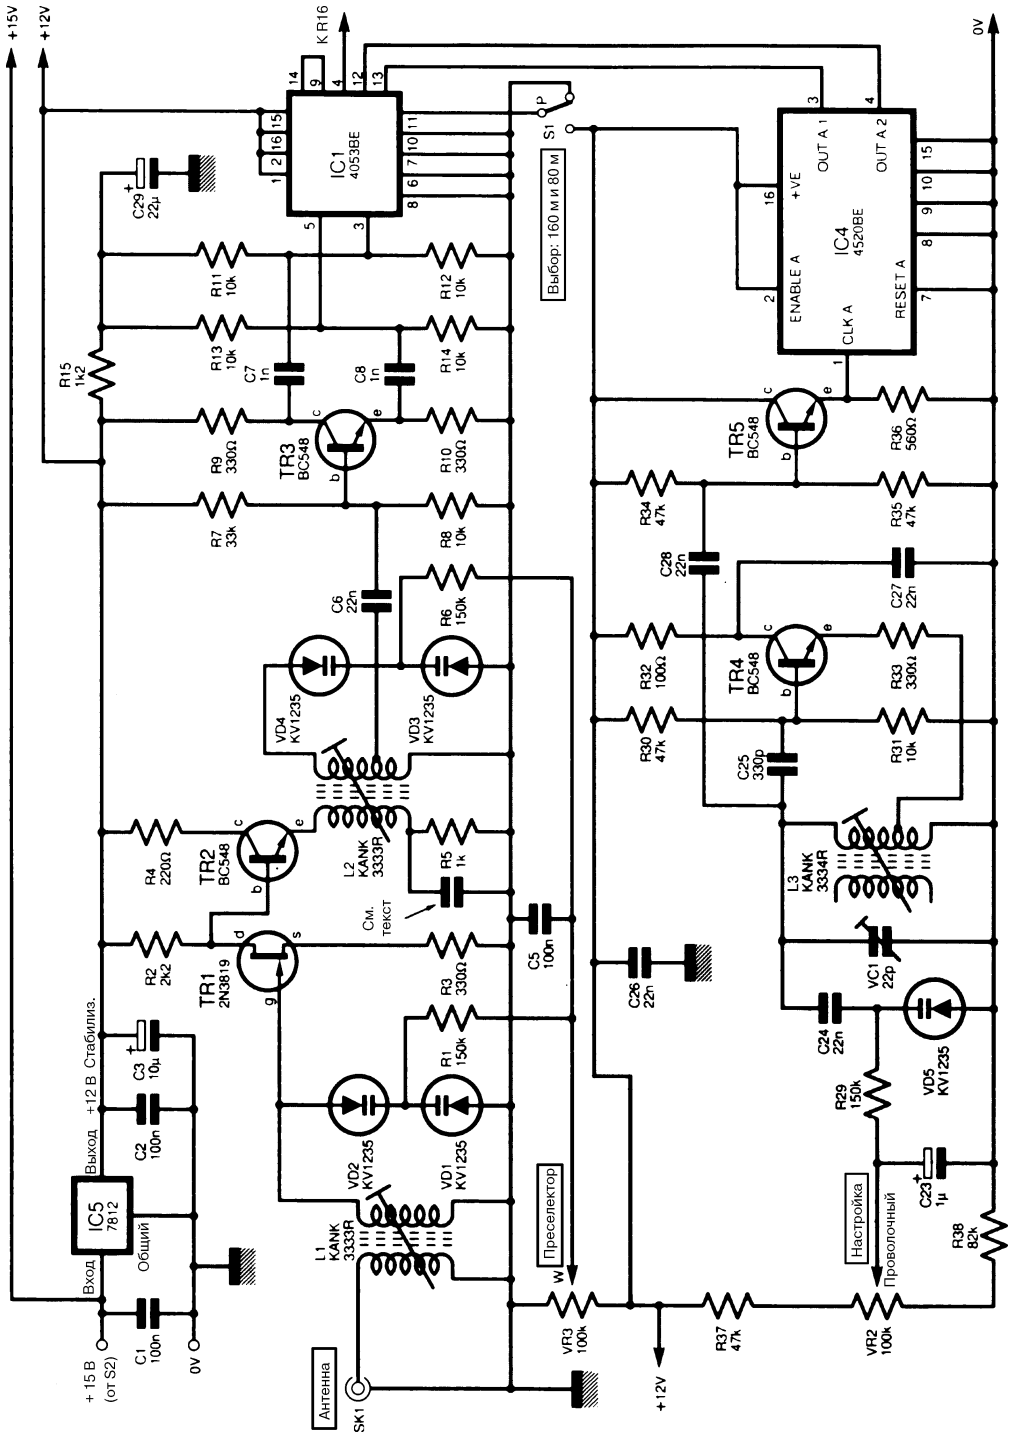 +15V
+12V
К R16
+ 15 В
(от S2)
0V
C1
100n
Вход
IC5
7812
Общий
Выход
+12 В Стабилиз.
C2
100n
C3
10µ
+
R2
2k2
R4
220Ω
R7
33k
R9
330Ω
R15
1k2
R11
10k
R13
10k
C29
22µ
+
TR1
2N3819
g
d
s
TR2
BC548
b
c
e
TR3
BC548
b
c
e
C7
1n
C8
1n
R12
10k
R14
10k
R10
330Ω
R8
10k
C6
22n
R6
150k
VD4
KV1235
VD3
KV1235
L2
KANK
3333R
R5
1k
См.
текст
R3
330Ω
R1
150k
VD2
KV1235
VD1
KV1235
L1
KANK
3333R
Антенна
SK1
C5
100n
IC1
4053BE
14
9
4
12
13
15
16
2
1
5
3
11
10
7
6
8
P
S1
Выбор: 160 м и 80 м
Преселектор
W
VR3
100k
+12V
R37
47k
VR2
100k
Настройка
Проволочный
R38
82k
C23
1µ
+
R29
150k
C24
22n
VD5
KV1235
VC1
22p
L3
KANK
3334R
C26
22n
C25
330p
R30
47k
R31
10k
R32
100Ω
R33
330Ω
TR4
BC548
b
c
e
C27
22n
C28
22n
R34
47k
R35
47k
TR5
BC548
b
c
e
R36
560Ω
IC4
4520BE
CLK A
ENABLE A
+VE
OUT A 1
OUT A 2
RESET A
1
2
16
3
4
7
8
9
10
15
0V